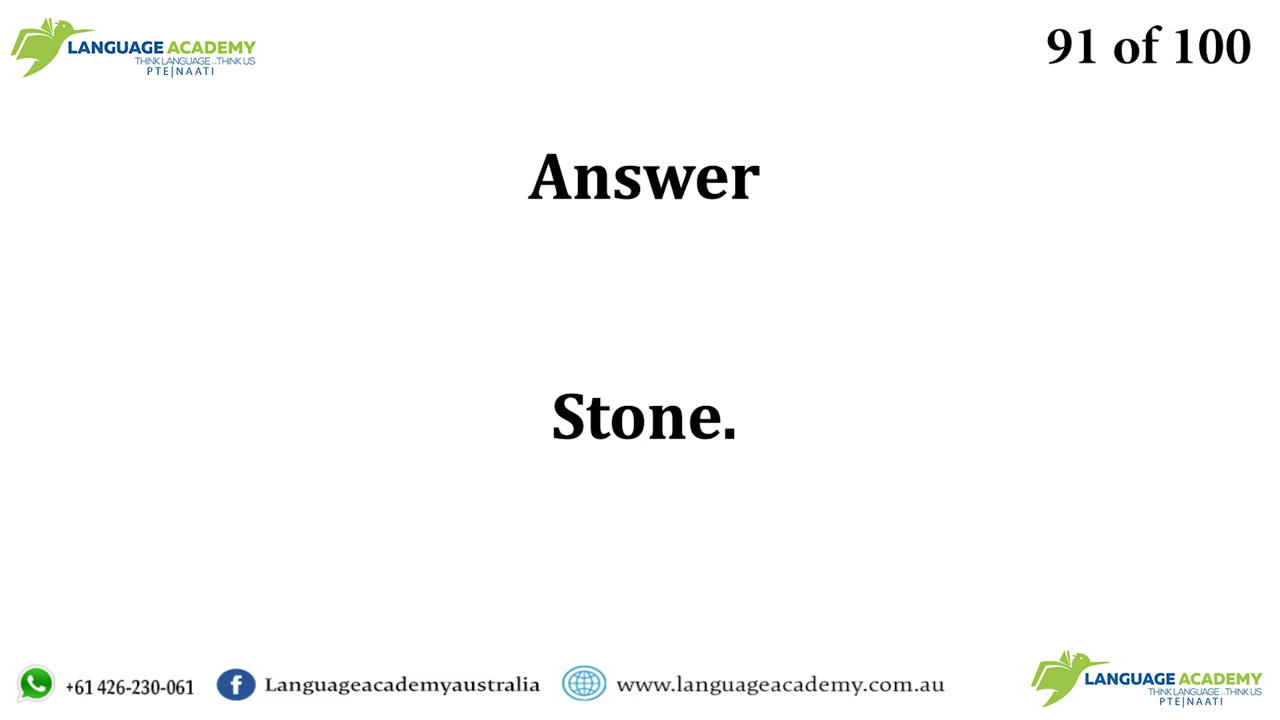 LANGUAGE ACADEMY
THINK LANGUAGE .. THINK US
PTE|NAATI
91 of 100
Answer
Stone.
+61 426-230-061
Languageacademyaustralia
www.languageacademy.com.au
LANGUAGE ACADEMY
THINK LANGUAGE .. THINK US
PTE|NAATI